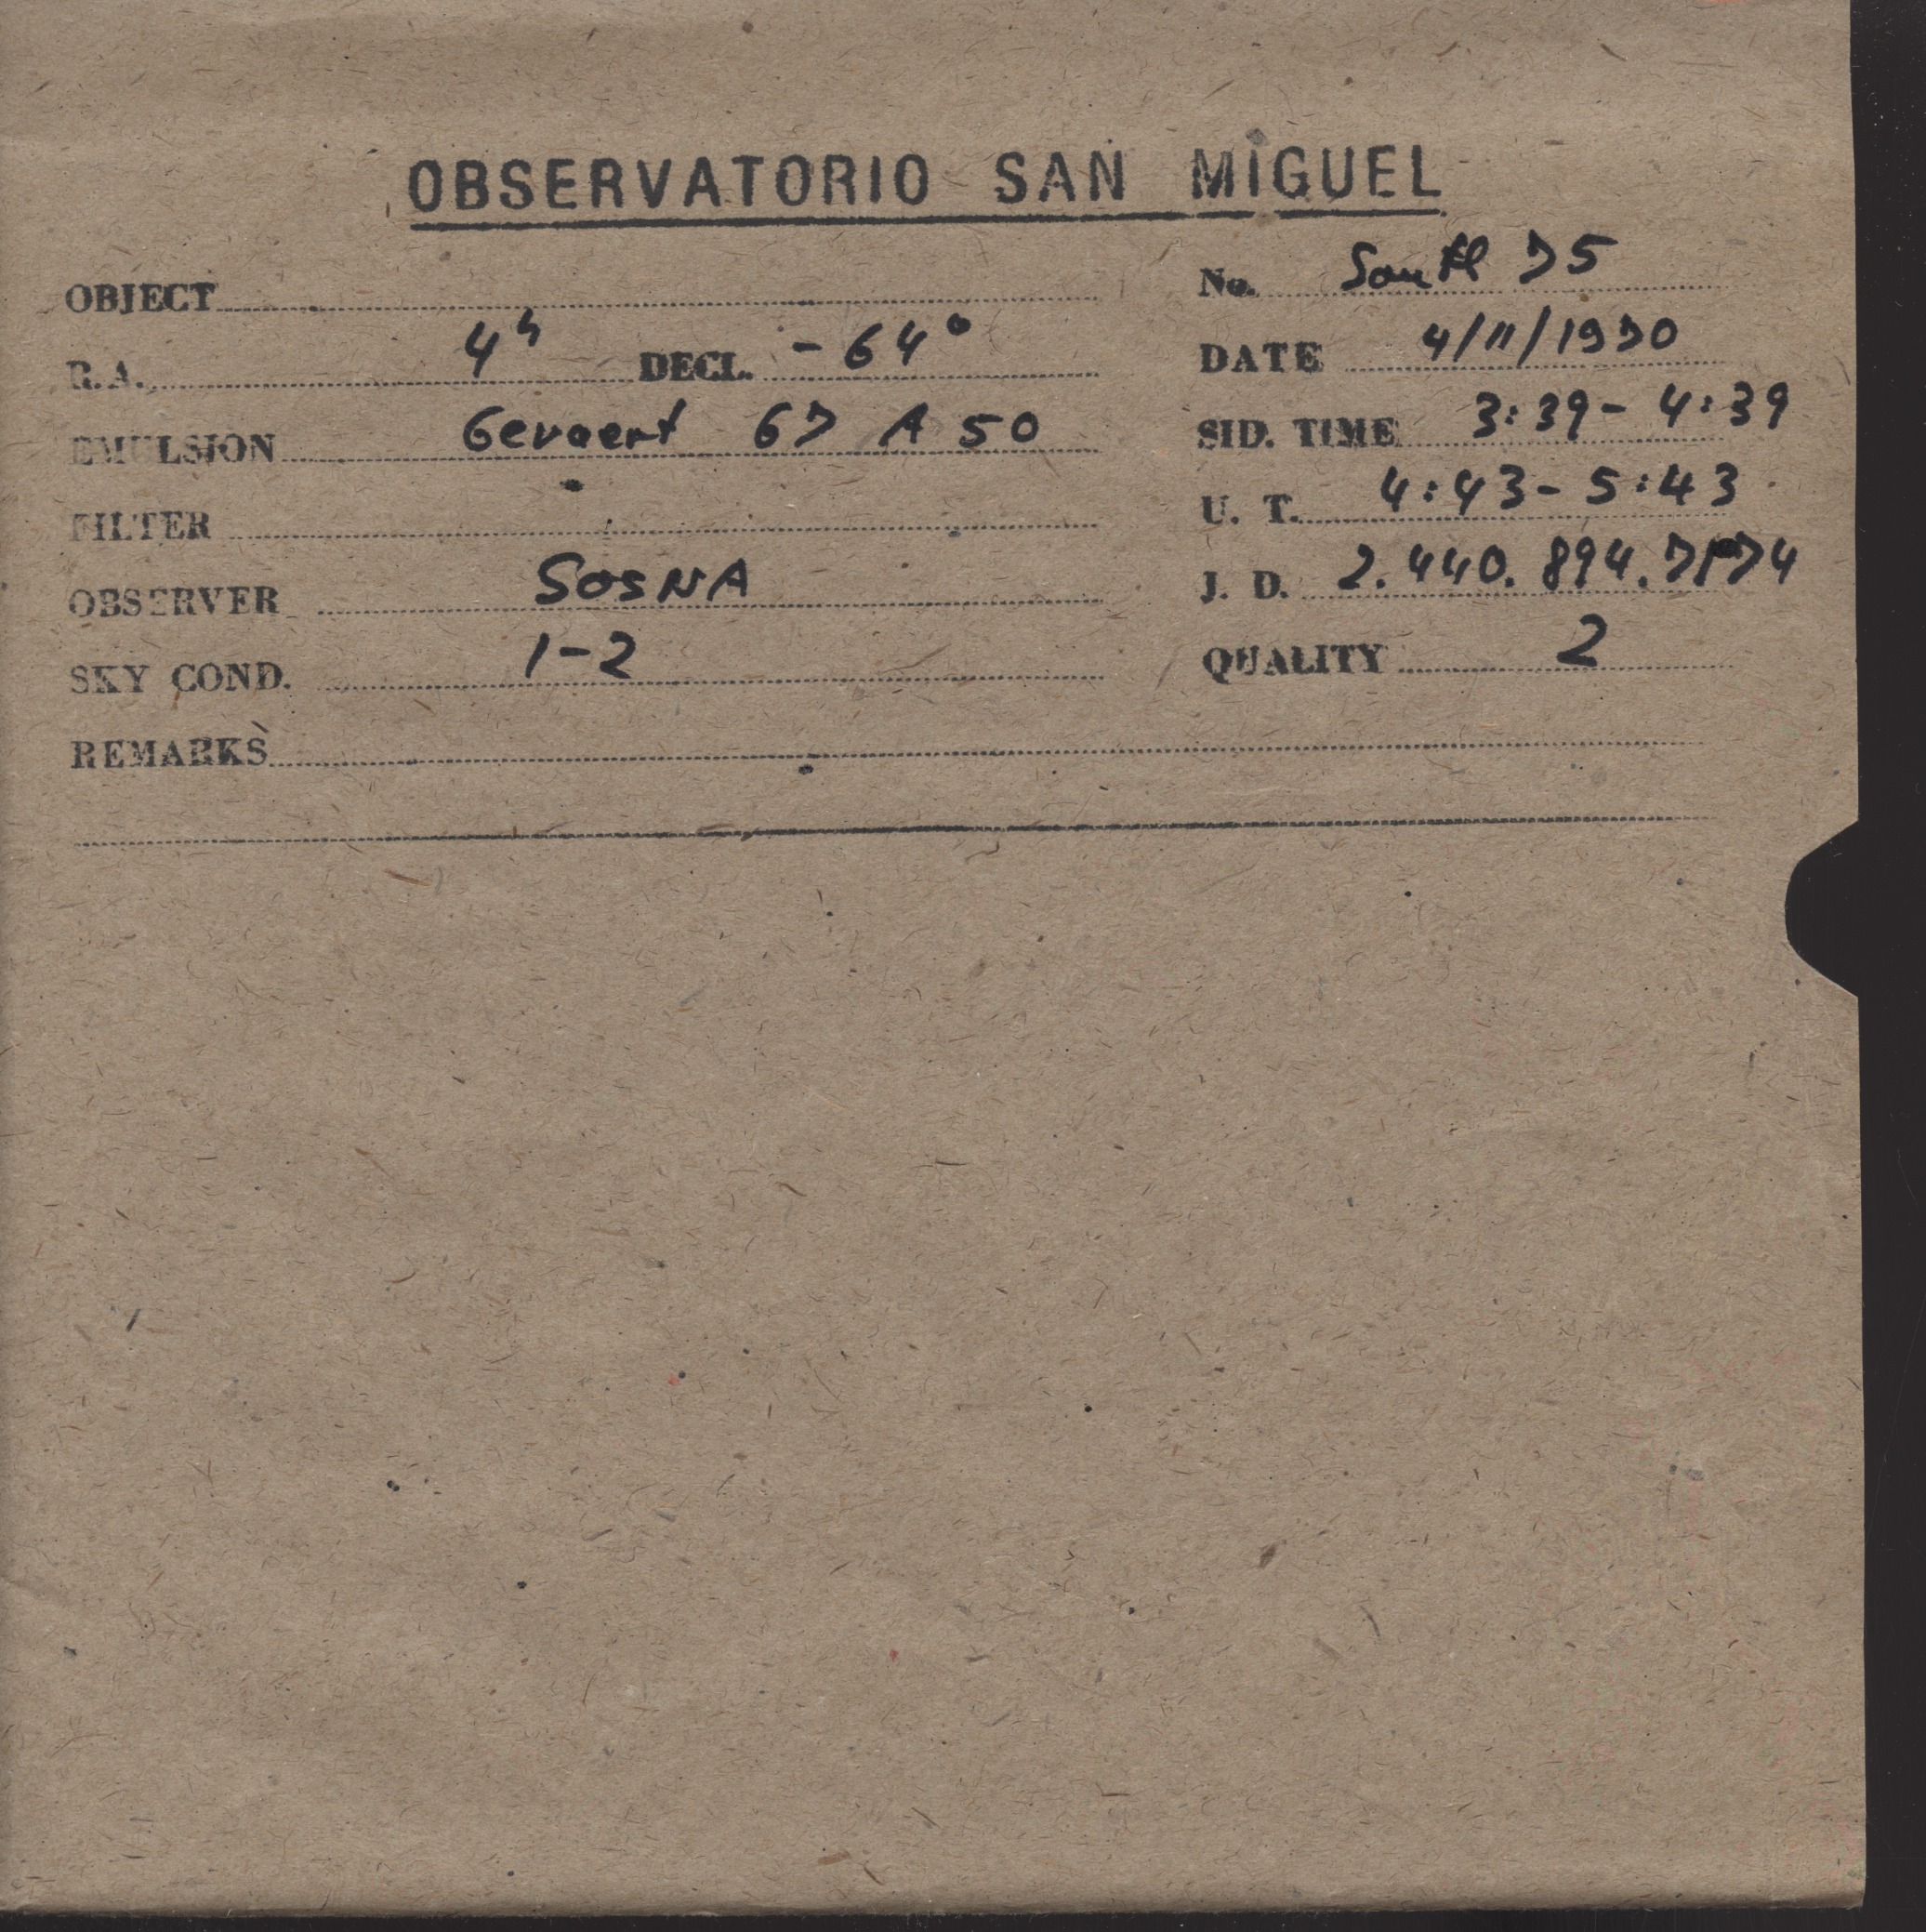 OBSERVATORIO SAN MIGUEL
OBJECT
No. South 75
R.A. 4h DECL. -64°
DATE 4/11/1970
EMULSION Gevaert 67 A 50
SID. TIME 3:39-4:39
FILTER
U. T. 4:43-5:43
OBSERVER SOSNA
J. D. 2.440.894.7174
SKY COND. 1-2
QUALITY 2
REMARKS